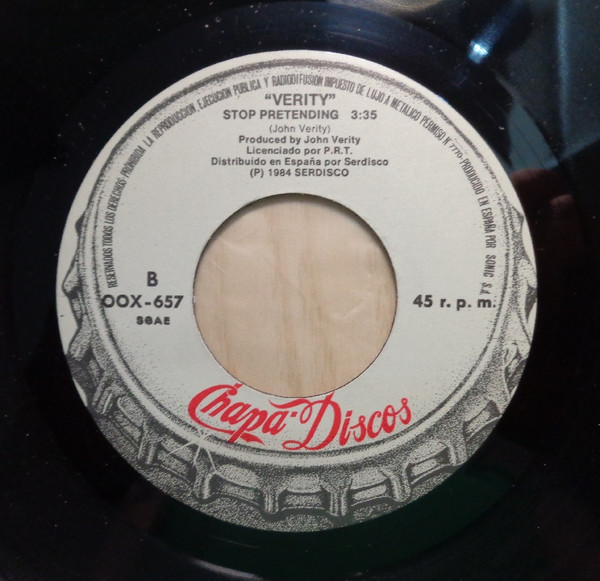 RESERVADOS TODOS LOS DERECHOS PROHIBIDA LA REPRODUCCION, EJECUCION PUBLICA Y RADIODIFUSION IMPUESTO DE LUJO A METALICO PERMISO N.º 7770-PRODUCIDO EN ESPAÑA POR SONIC S.A.
"VERITY"
STOP PRETENDING 3:35
(John Verity)
Produced by John Verity
Licenciado por P.R.T.
Distribuido en España por Serdisco
(P) 1984 SERDISCO
B
OOX-657
SGAE
45 r. p. m.
Chapa-Discos